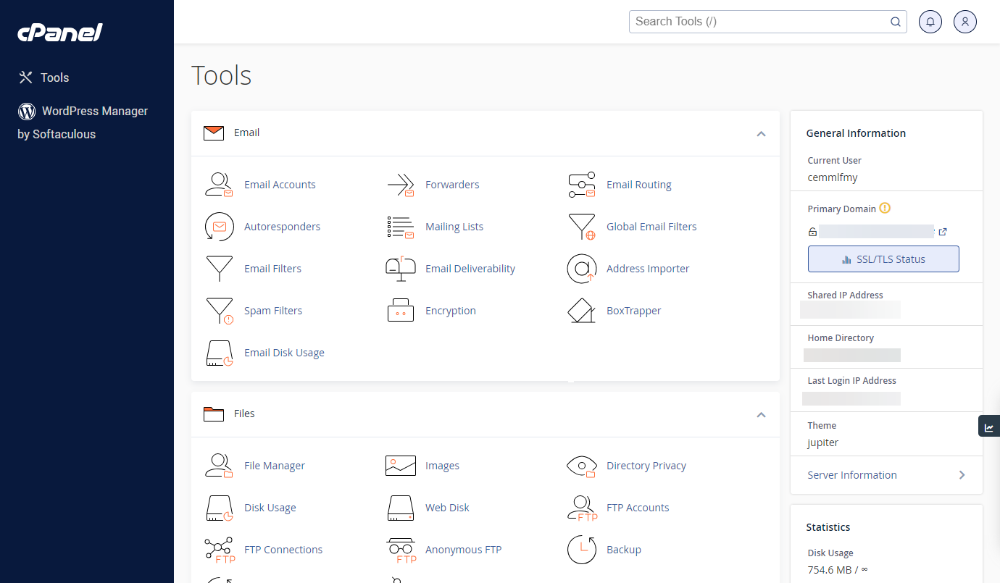 cPanel
Search Tools (/)
Tools
WordPress Manager
by Softaculous
Tools
Email
Email Accounts
Forwarders
Email Routing
Autoresponders
Mailing Lists
Global Email Filters
Email Filters
Email Deliverability
Address Importer
Spam Filters
Encryption
BoxTrapper
Email Disk Usage
Files
File Manager
Images
Directory Privacy
Disk Usage
Web Disk
FTP
FTP Accounts
FTP
FTP Connections
FTP
Anonymous FTP
Backup
General Information
Current User
cemmlfmy
Primary Domain
SSL/TLS Status
Shared IP Address
Home Directory
Last Login IP Address
Theme
jupiter
Server Information
Statistics
Disk Usage
754.6 MB / ∞